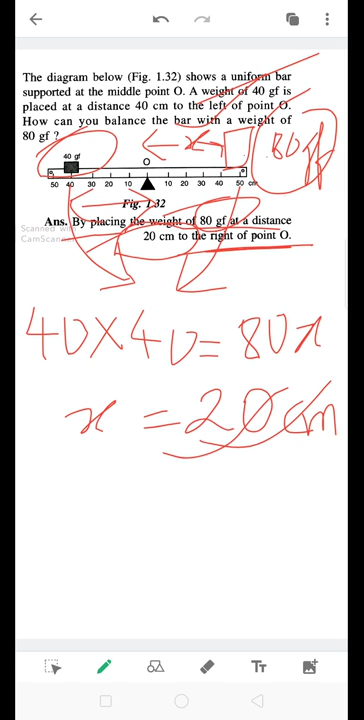 The diagram below (Fig. 1.32) shows a uniform bar
supported at the middle point O. A weight of 40 gf is
placed at a distance 40 cm to the left of point O.
How can you balance the bar with a weight of
80 gf ?
80 gf
x
40 gf
O
50 40 30 20 10 10 20 30 40 50 cm
Fig. 1.32
Ans. By placing the weight of 80 gf at a distance
20 cm to the right of point O.
Scanned with
CamScanner
40 × 40 = 80x
x = 20 cm
TT